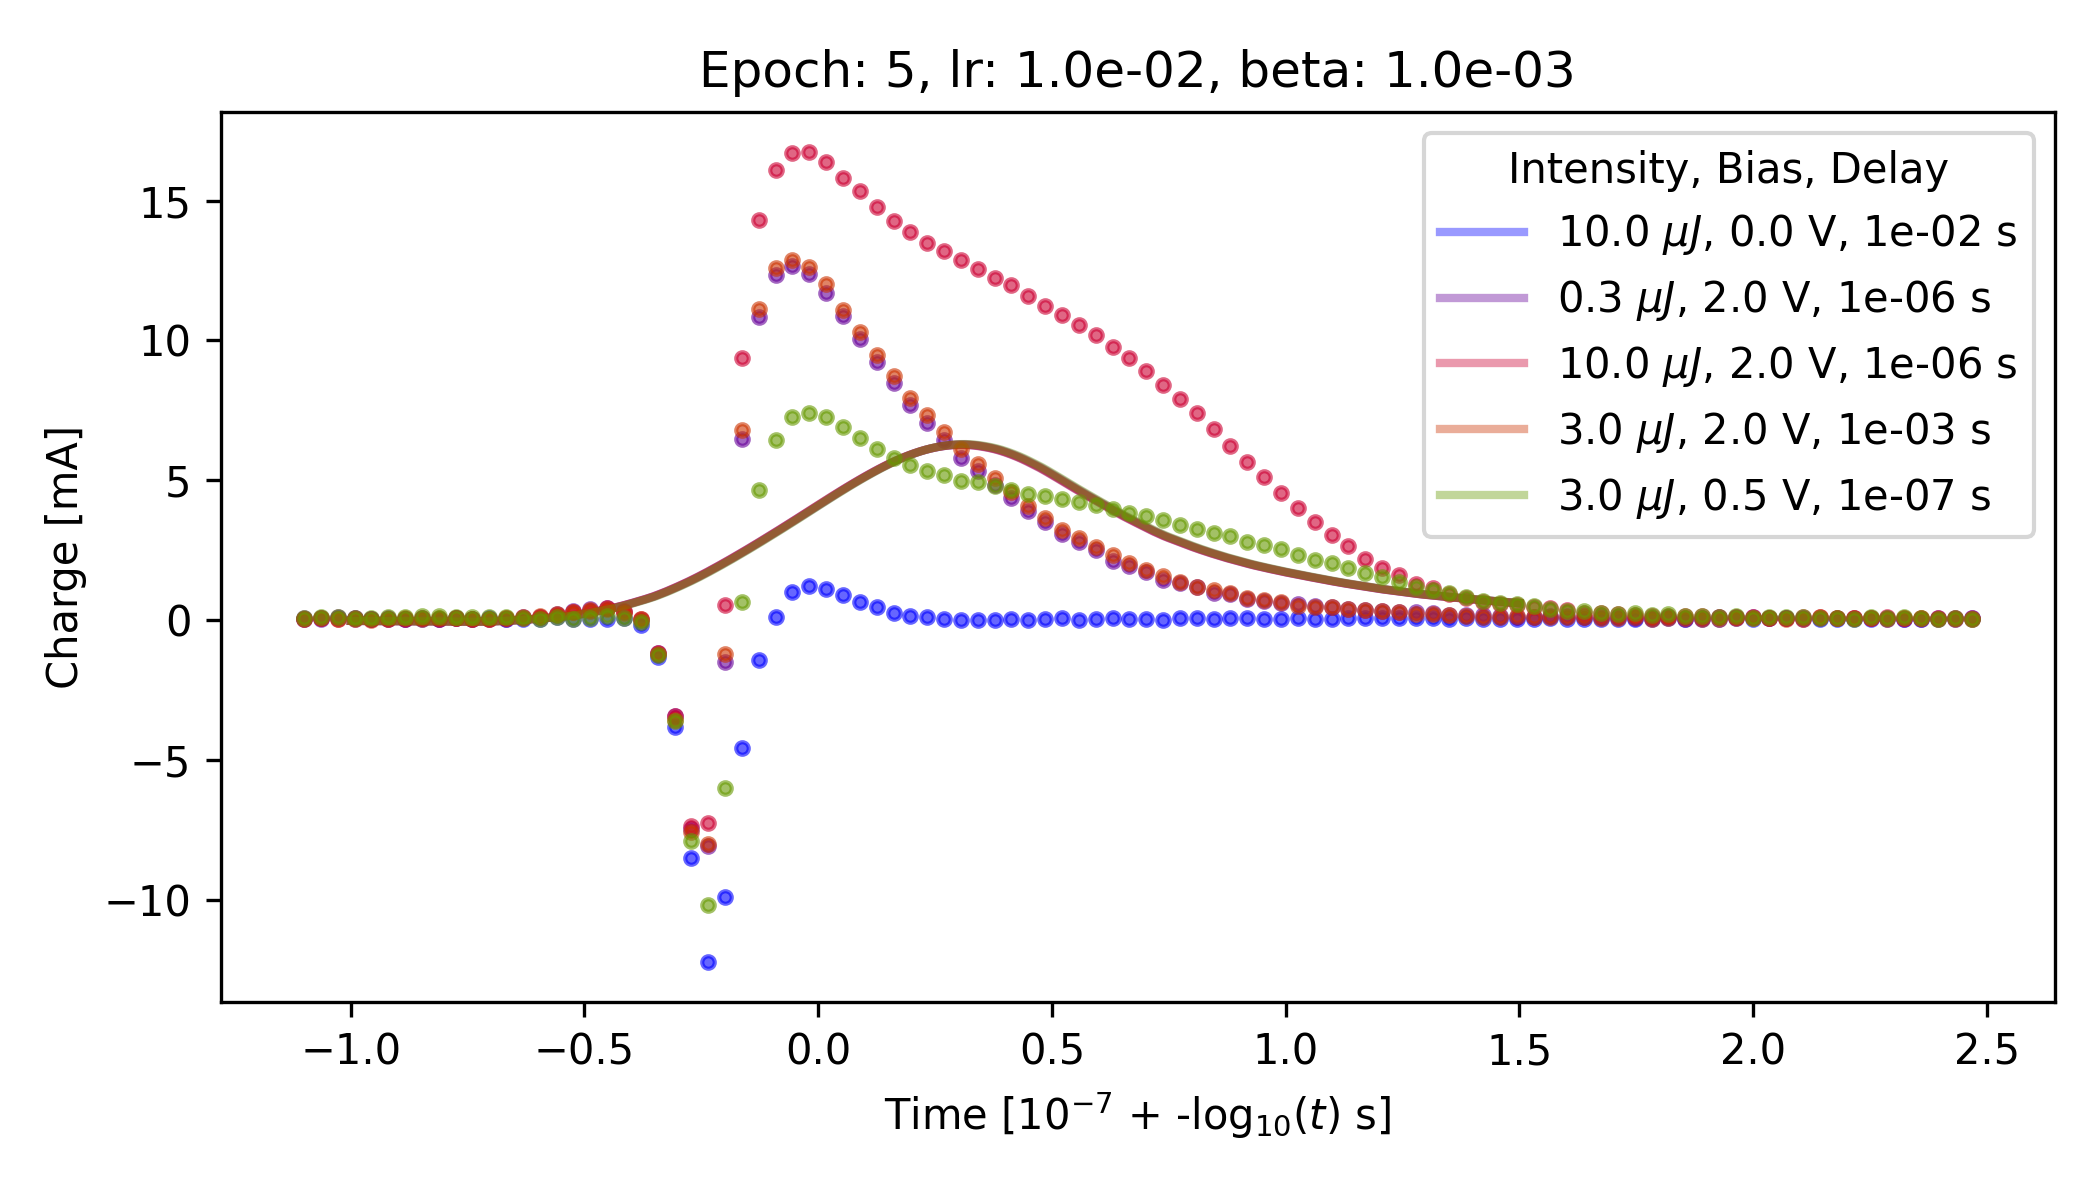 Epoch: 5, lr: 1.0e-02, beta: 1.0e-03
Charge [mA]
15
10
5
0
−5
−10
Intensity, Bias, Delay
10.0 μJ, 0.0 V, 1e-02 s
0.3 μJ, 2.0 V, 1e-06 s
10.0 μJ, 2.0 V, 1e-06 s
3.0 μJ, 2.0 V, 1e-03 s
3.0 μJ, 0.5 V, 1e-07 s
−1.0 −0.5 0.0 0.5 1.0 1.5 2.0 2.5
Time [10⁻⁷ + -log₁₀(t) s]